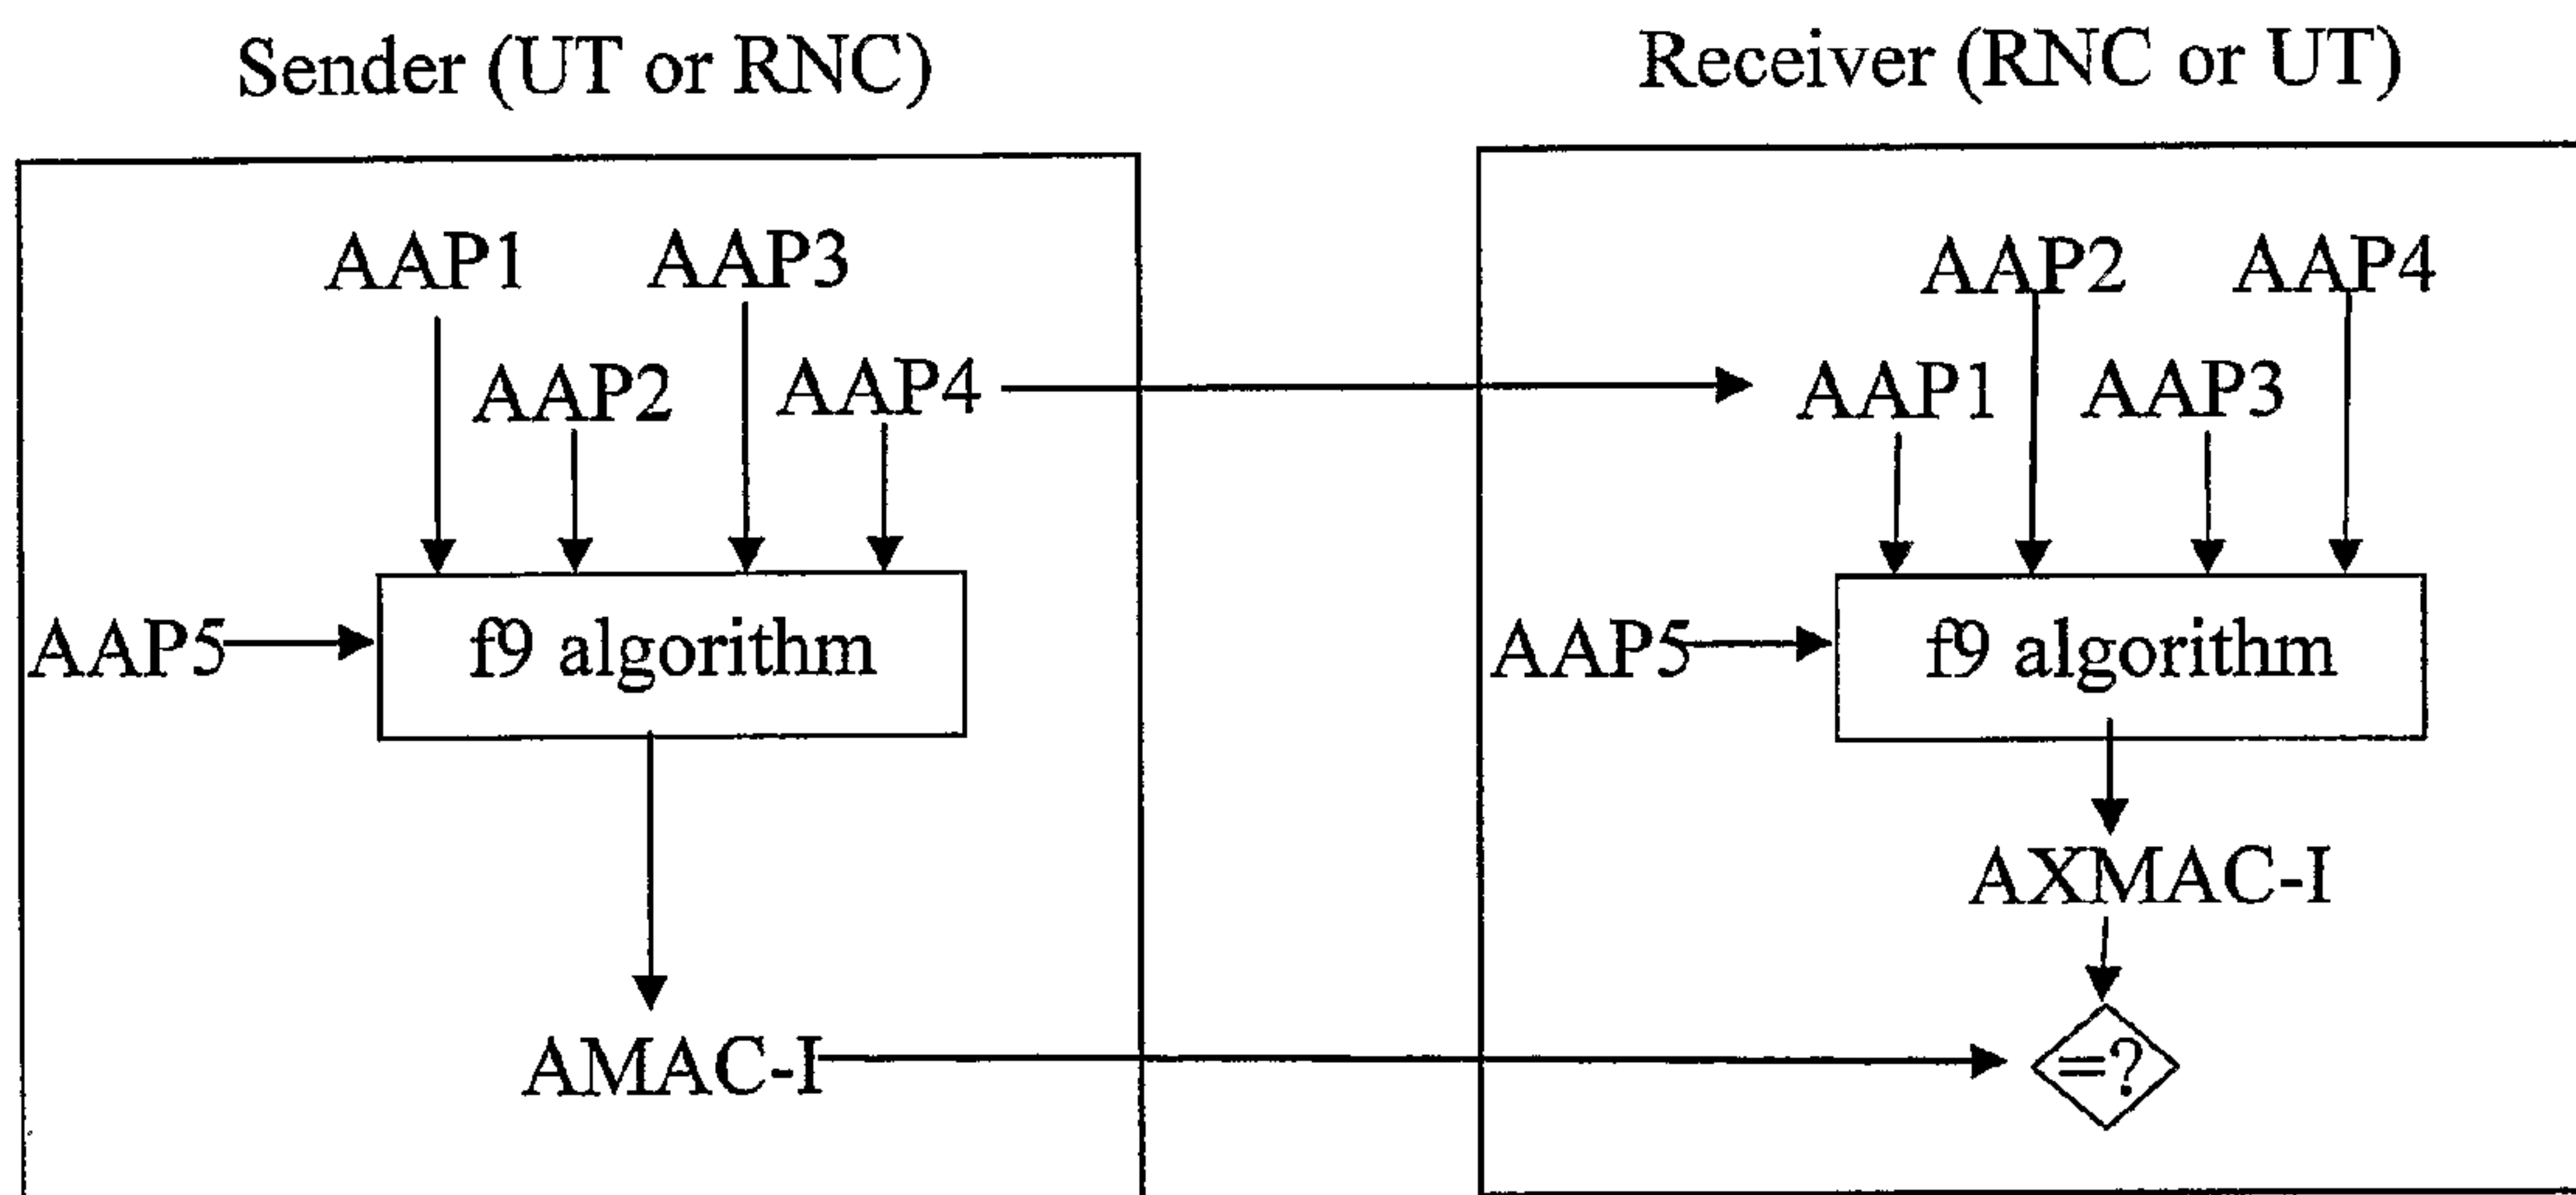 Sender (UT or RNC)
Receiver (RNC or UT)
AAP1 AAP3
AAP2 AAP4
AAP5
f9 algorithm
AMAC-I
AAP2 AAP4
AAP1 AAP3
AAP5
f9 algorithm
AXMAC-I
=?